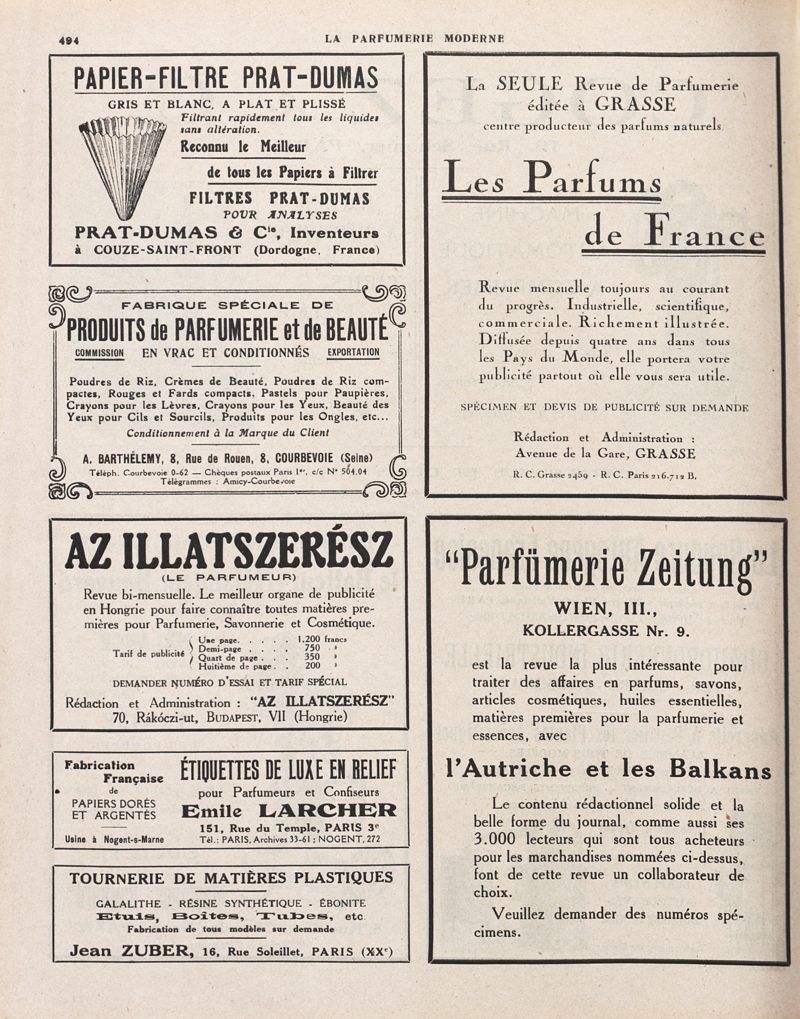 494
LA PARFUMERIE MODERNE
PAPIER-FILTRE PRAT-DUMAS
GRIS ET BLANC, A PLAT ET PLISSÉ
Filtrant rapidement tous les liquides
sans altération.
Reconnu le Meilleur
de tous les Papiers à Filtrer
FILTRES PRAT-DUMAS
POUR ANALYSES
PRAT-DUMAS & Cie, Inventeurs
à COUZE-SAINT-FRONT (Dordogne, France)
FABRIQUE SPÉCIALE DE
PRODUITS de PARFUMERIE et de BEAUTÉ
COMMISSION EN VRAC ET CONDITIONNÉS EXPORTATION
Poudres de Riz, Crèmes de Beauté, Poudres de Riz com-
pactes, Rouges et Fards compacts, Pastels pour Paupières,
Crayons pour les Lèvres, Crayons pour les Yeux, Beauté des
Yeux pour Cils et Sourcils, Produits pour les Ongles, etc...
Conditionnement à la Marque du Client
A. BARTHÉLEMY, 8, Rue de Rouen, 8, COURBEVOIE (Seine)
Téléph. Courbevoie 0-62 — Chèques postaux Paris 1er, c/c N° 504.04
Télégrammes : Amicy-Courbevoie
AZ ILLATSZERÉSZ
(LE PARFUMEUR)
Revue bi-mensuelle. Le meilleur organe de publicité
en Hongrie pour faire connaître toutes matières pre-
mières pour Parfumerie, Savonnerie et Cosmétique.
Tarif de publicité
Une page. . . . . 1.200 francs
Demi-page . . . . 750 »
Quart de page . . . 350 »
Huitième de page . . 200 »
DEMANDER NUMÉRO D'ESSAI ET TARIF SPÉCIAL
Rédaction et Administration : "AZ ILLATSZERÉSZ"
70, Rákóczi-ut, BUDAPEST, VII (Hongrie)
Fabrication
Française
de
PAPIERS DORÉS
ET ARGENTÉS
Usine à Nogent-s-Marne
ÉTIQUETTES DE LUXE EN RELIEF
pour Parfumeurs et Confiseurs
Emile LARCHER
151, Rue du Temple, PARIS 3e
Tél.: PARIS, Archives 33-61 ; NOGENT, 272
TOURNERIE DE MATIÈRES PLASTIQUES
GALALITHE - RÉSINE SYNTHÉTIQUE - ÉBONITE
Etuis, Boîtes, Tubes, etc.
Fabrication de tous modèles sur demande
Jean ZUBER, 16, Rue Soleillet, PARIS (XXe)
La SEULE Revue de Parfumerie
éditée à GRASSE
centre producteur des parfums naturels
Les Parfums
de France
Revue mensuelle toujours au courant
du progrès. Industrielle, scientifique,
commerciale. Richement illustrée.
Diffusée depuis quatre ans dans tous
les Pays du Monde, elle portera votre
publicité partout où elle vous sera utile.
SPÉCIMEN ET DEVIS DE PUBLICITÉ SUR DEMANDE
Rédaction et Administration :
Avenue de la Gare, GRASSE
R. C. Grasse 2459 - R. C. Paris 216.712 B.
"Parfümerie Zeitung"
WIEN, III.,
KOLLERGASSE Nr. 9.
est la revue la plus intéressante pour
traiter des affaires en parfums, savons,
articles cosmétiques, huiles essentielles,
matières premières pour la parfumerie et
essences, avec
l'Autriche et les Balkans
Le contenu rédactionnel solide et la
belle forme du journal, comme aussi ses
3.000 lecteurs qui sont tous acheteurs
pour les marchandises nommées ci-dessus,
font de cette revue un collaborateur de
choix.
Veuillez demander des numéros spé-
cimens.